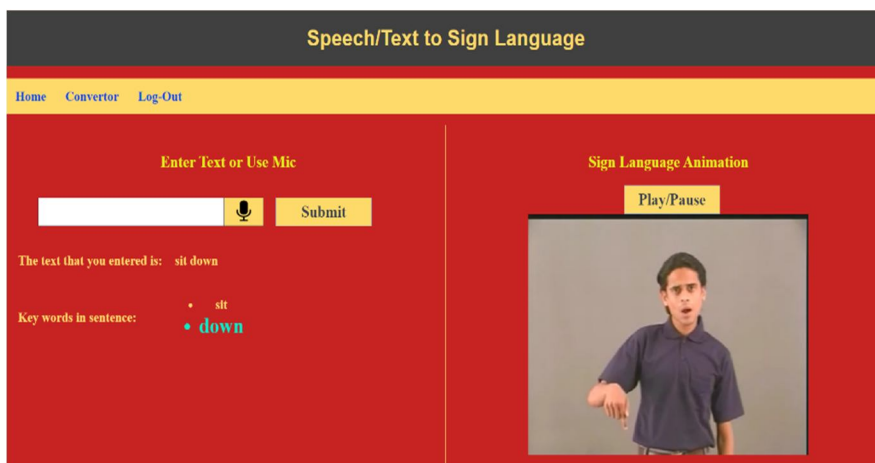 Speech/Text to Sign Language
Home Convertor Log-Out
Enter Text or Use Mic
Submit
The text that you entered is: sit down
Key words in sentence:
• sit
• down
Sign Language Animation
Play/Pause